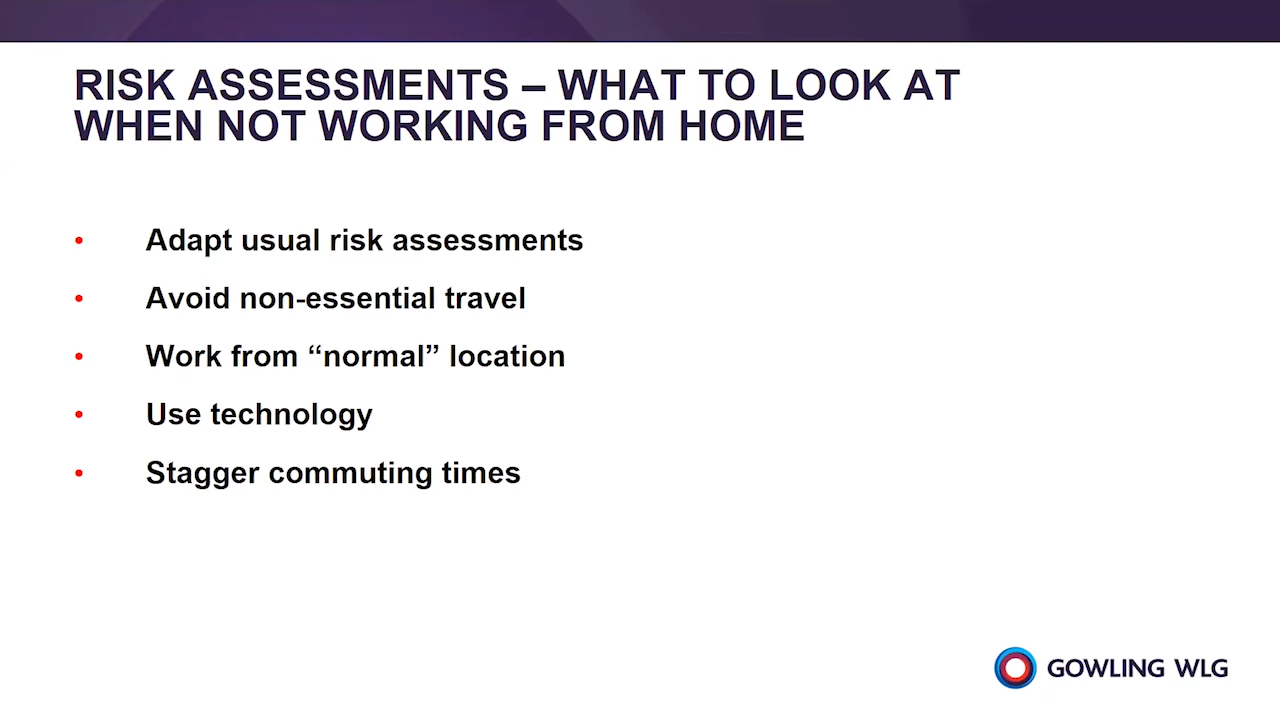 RISK ASSESSMENTS – WHAT TO LOOK AT
WHEN NOT WORKING FROM HOME
• Adapt usual risk assessments
• Avoid non-essential travel
• Work from “normal” location
• Use technology
• Stagger commuting times
GOWLING WLG